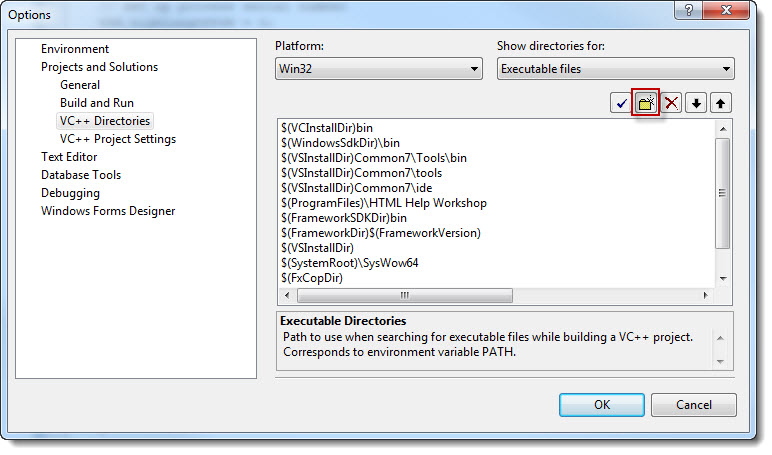 Options
Environment
Projects and Solutions
General
Build and Run
VC++ Directories
VC++ Project Settings
Text Editor
Database Tools
Debugging
Windows Forms Designer
Platform:
Win32
Show directories for:
Executable files
$(VCInstallDir)bin
$(WindowsSdkDir)\bin
$(VSInstallDir)Common7\Tools\bin
$(VSInstallDir)Common7\tools
$(VSInstallDir)Common7\ide
$(ProgramFiles)\HTML Help Workshop
$(FrameworkSDKDir)bin
$(FrameworkDir)$(FrameworkVersion)
$(VSInstallDir)
$(SystemRoot)\SysWow64
$(FxCopDir)
Executable Directories
Path to use when searching for executable files while building a VC++ project.
Corresponds to environment variable PATH.
OK
Cancel